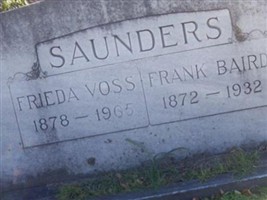 SAUNDERS
FRIEDA VOSS
1878 - 1965
FRANK BAIRD
1872 - 1932